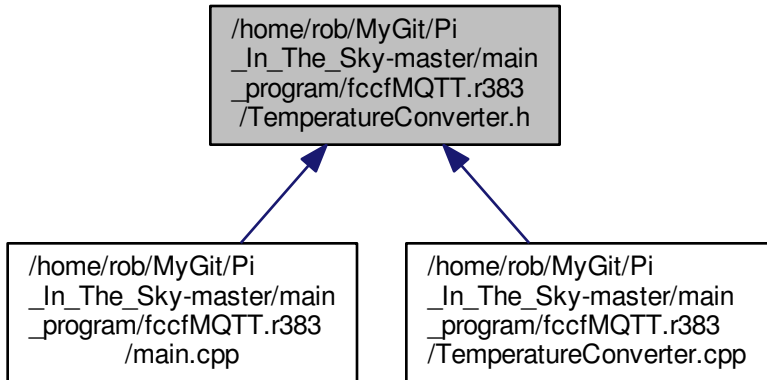 /home/rob/MyGit/Pi
_In_The_Sky-master/main
_program/fccfMQTT.r383
/TemperatureConverter.h
/home/rob/MyGit/Pi
_In_The_Sky-master/main
_program/fccfMQTT.r383
/main.cpp
/home/rob/MyGit/Pi
_In_The_Sky-master/main
_program/fccfMQTT.r383
/TemperatureConverter.cpp